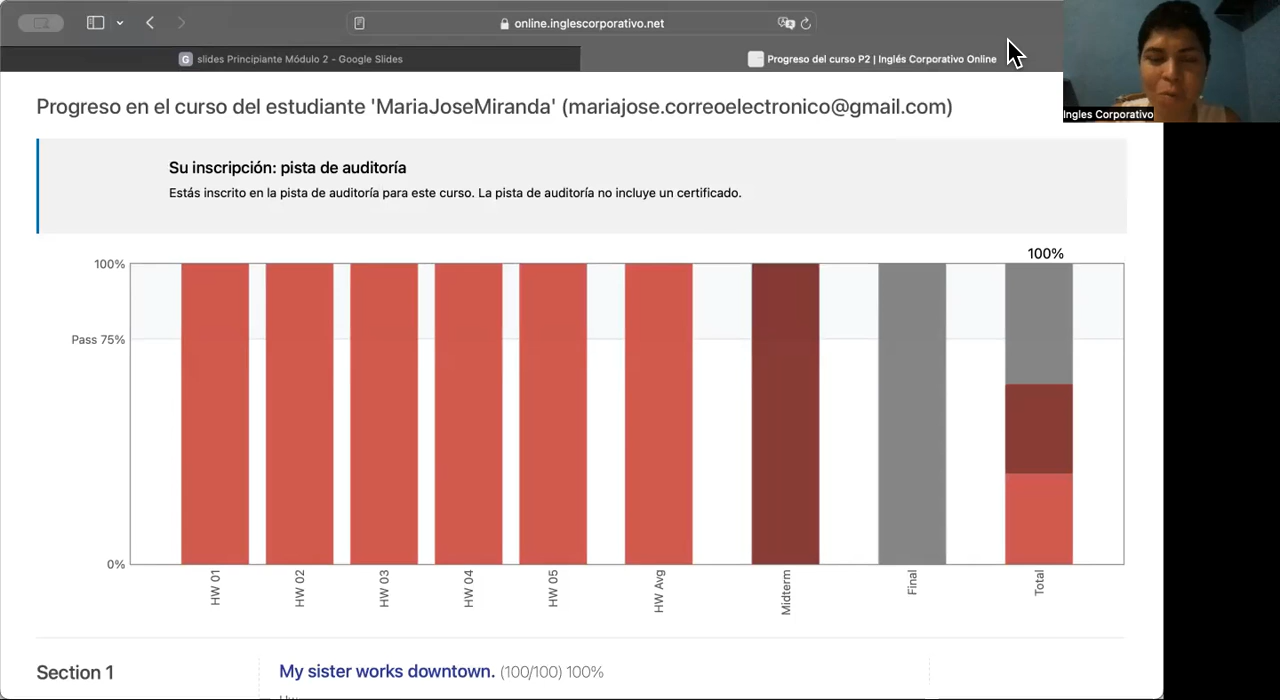 online.inglescorporativo.net
slides Principiante Módulo 2 - Google Slides
Progreso del curso P2 | Inglés Corporativo Online
Progreso en el curso del estudiante 'MariaJoseMiranda' (mariajose.correoelectronico@gmail.com)
Ingles Corporativo
Su inscripción: pista de auditoría
Estás inscrito en la pista de auditoría para este curso. La pista de auditoría no incluye un certificado.
100%
100%
Pass 75%
0%
HW 01
HW 02
HW 03
HW 04
HW 05
HW Avg
Midterm
Final
Total
Section 1
My sister works downtown. (100/100) 100%